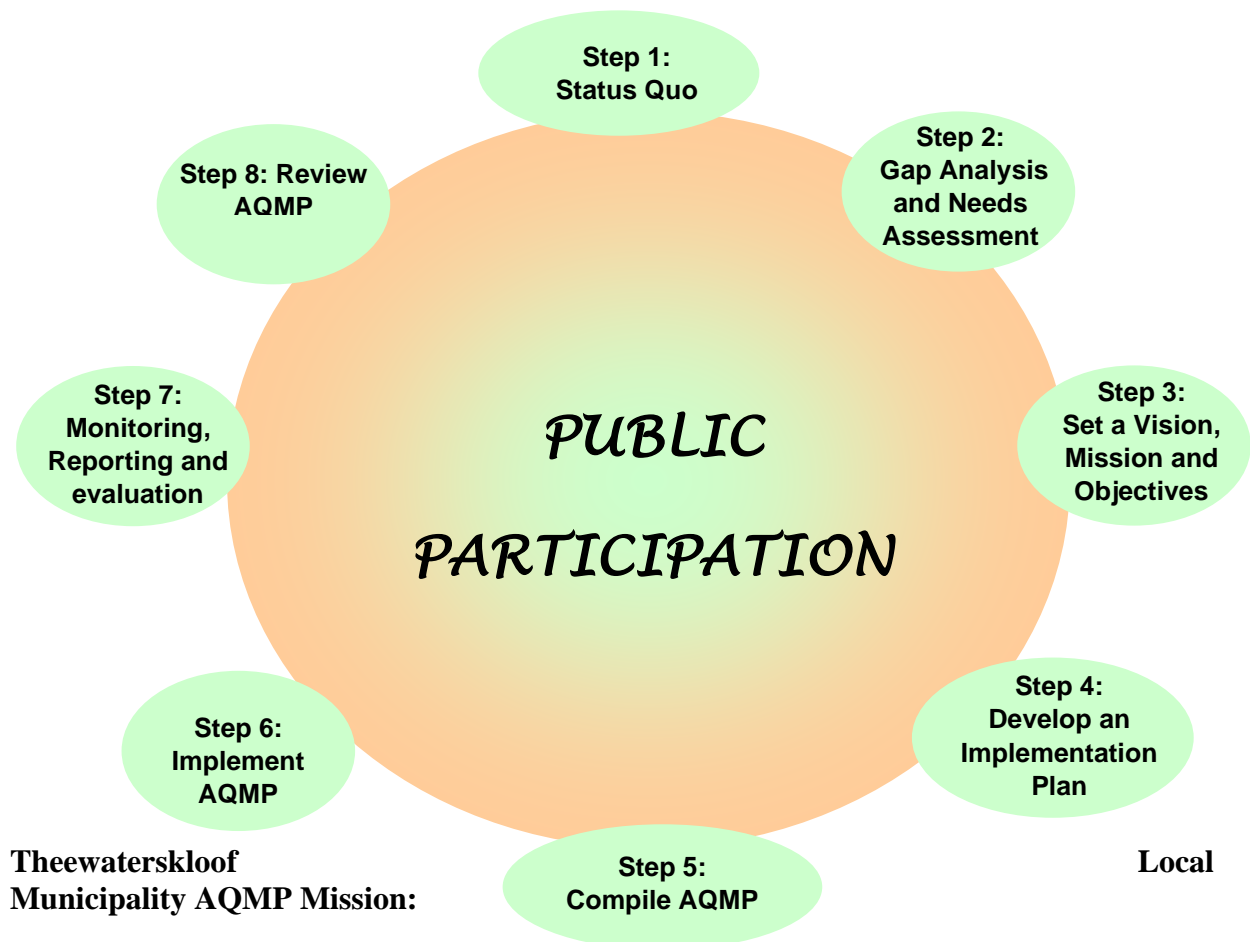 Step 1:
Status Quo
Step 2:
Gap Analysis
and Needs
Assessment
Step 3:
Set a Vision,
Mission and
Objectives
Step 4:
Develop an
Implementation
Plan
Step 5:
Compile AQMP
Step 6:
Implement
AQMP
Step 7:
Monitoring,
Reporting and
evaluation
Step 8: Review
AQMP
PUBLIC
PARTICIPATION
Theewaterskloof Local
Municipality AQMP Mission: